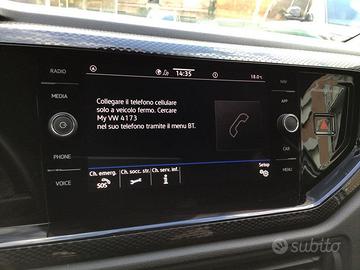 RADIO
MEDIA
PHONE
VOICE
14:35
18.0°C
Collegare il telefono cellulare
solo a veicolo fermo. Cercare
My VW 4173
nel suo telefono tramite il menu BT.
Ch. emerg.
SOS
Ch. socc. str.
Ch. serv. inf.
Setup
NAV
APP
CAR
MENU
subito